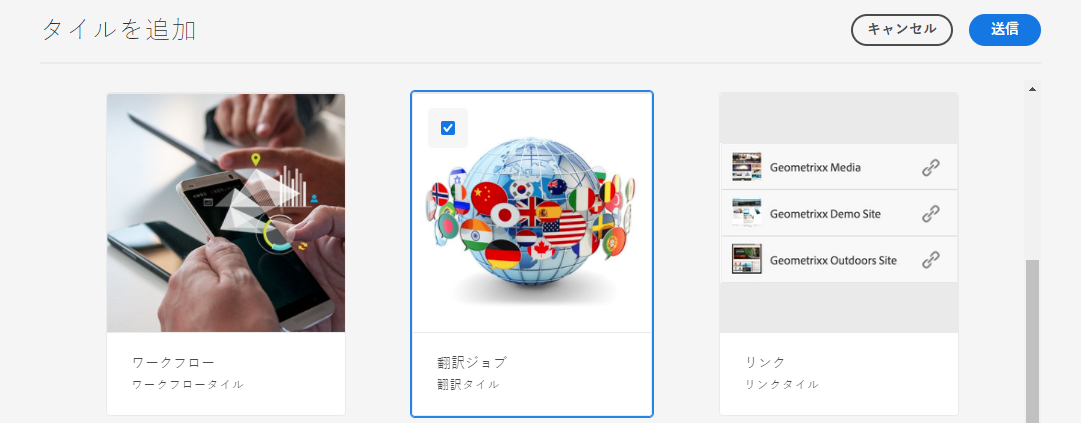 タイルを追加
キャンセル
送信
Geometrixx Media
Geometrixx Demo Site
Geometrixx Outdoors Site
ワークフロー
ワークフロータイル
翻訳ジョブ
翻訳タイル
リンク
リンクタイル